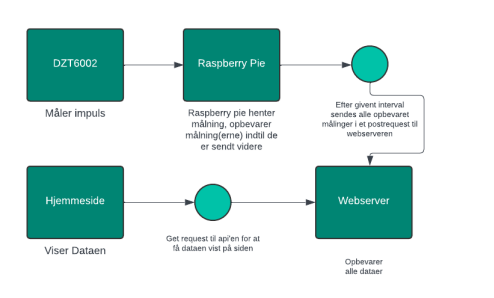 DZT6002
Raspberry Pie
Måler impuls
Raspberry pie henter
målning, opbevarer
målning(erne) indtil de
er sendt videre
Efter givent interval
sendes alle opbevaret
målinger i et postrequest til
webserveren
Hjemmeside
Webserver
Viser Dataen
Get request til api'en for at
få dataen vist på siden
Opbevarer
alle dataer